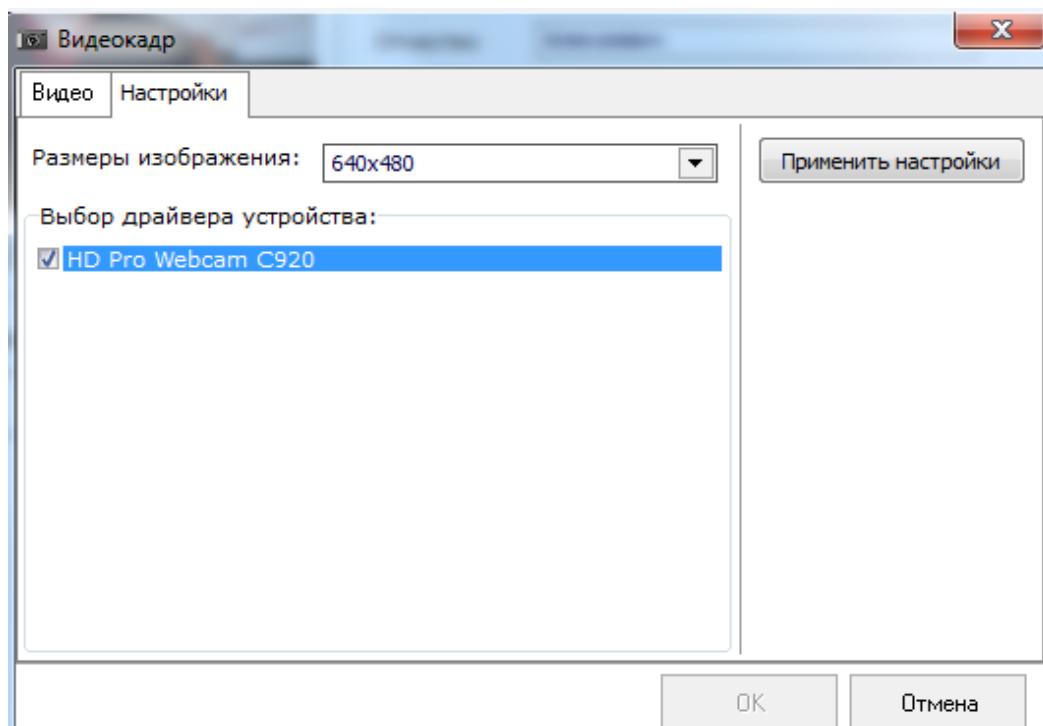 Видеокадр
Видео Настройки
Размеры изображения: 640x480 Применить настройки
Выбор драйвера устройства:
HD Pro Webcam C920
OK Отмена